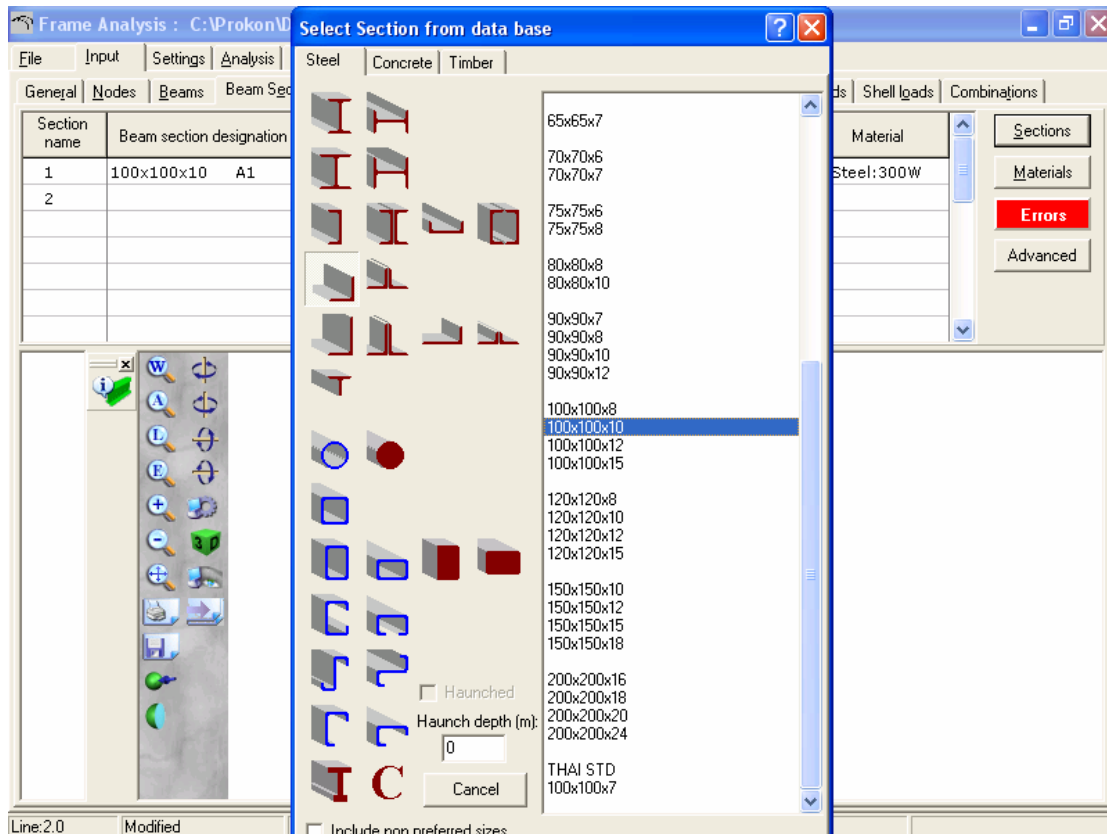 Frame Analysis : C:\Prokon\D
Select Section from data base
File Input Settings Analysis
Steel Concrete Timber
General Nodes Beams Beam Sec
ds Shell loads Combinations
Section name
Beam section designation
Material
1 100x100x10 A1
Steel:300W
2
Sections
Materials
Errors
Advanced
65x65x7
70x70x6
70x70x7
75x75x6
75x75x8
80x80x8
80x80x10
90x90x7
90x90x8
90x90x10
90x90x12
100x100x8
100x100x10
100x100x12
100x100x15
120x120x8
120x120x10
120x120x12
120x120x15
150x150x10
150x150x12
150x150x15
150x150x18
200x200x16
200x200x18
200x200x20
200x200x24
THAI STD
100x100x7
W
A
L
E
3D
Haunched
Haunch depth (m):
0
C
Cancel
Line:2.0 Modified
Include non preferred sizes